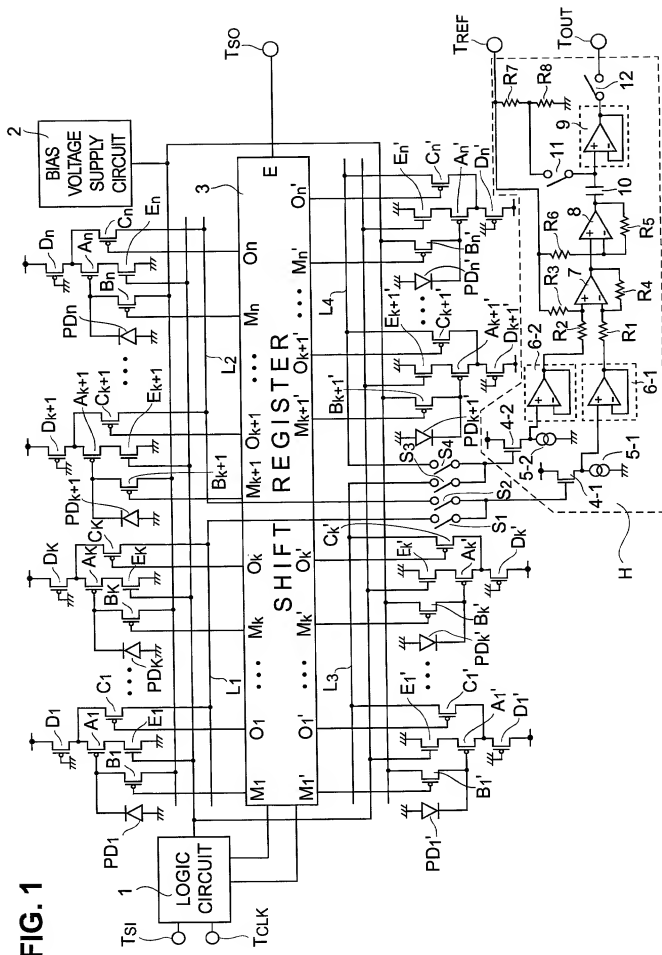 FIG. 1
2
BIAS
VOLTAGE
SUPPLY
CIRCUIT
D1
A1
C1
B1
E1
PD1
•••
DK
AK
CK
BK
EK
PDK
•••
Dk+1
Ak+1
Ck+1
Bk+1
Ek+1
PDk+1
•••
Dn
An
Cn
Bn
En
PDn
L1
L2
TSI
TCLK
1
LOGIC
CIRCUIT
M1
O1
•••
Mk
Ok
Mk+1
Ok+1
•••
Mn
On
SHIFT REGISTER
3
E
TSO
M1'
O1'
•••
Mk'
Ok'
Mk+1'
Ok+1'
•••
Mn'
On'
L3
L4
PD1'
B1'
E1'
C1'
A1'
D1'
•••
PDk'
Bk'
Ek'
Ck'
Ak'
Dk'
S1
S2
S3
S4
PDk+1'
Bk+1'
Ek+1'
Ck+1'
Ak+1'
Dk+1'
•••
PDn'
Bn'
En'
Cn'
An'
Dn'
H
4-1
4-2
5-1
5-2
6-1
6-2
R1
R2
R3
R4
7
+
-
R5
R6
8
+
-
10
11
9
+
-
R7
R8
12
TREF
TOUT